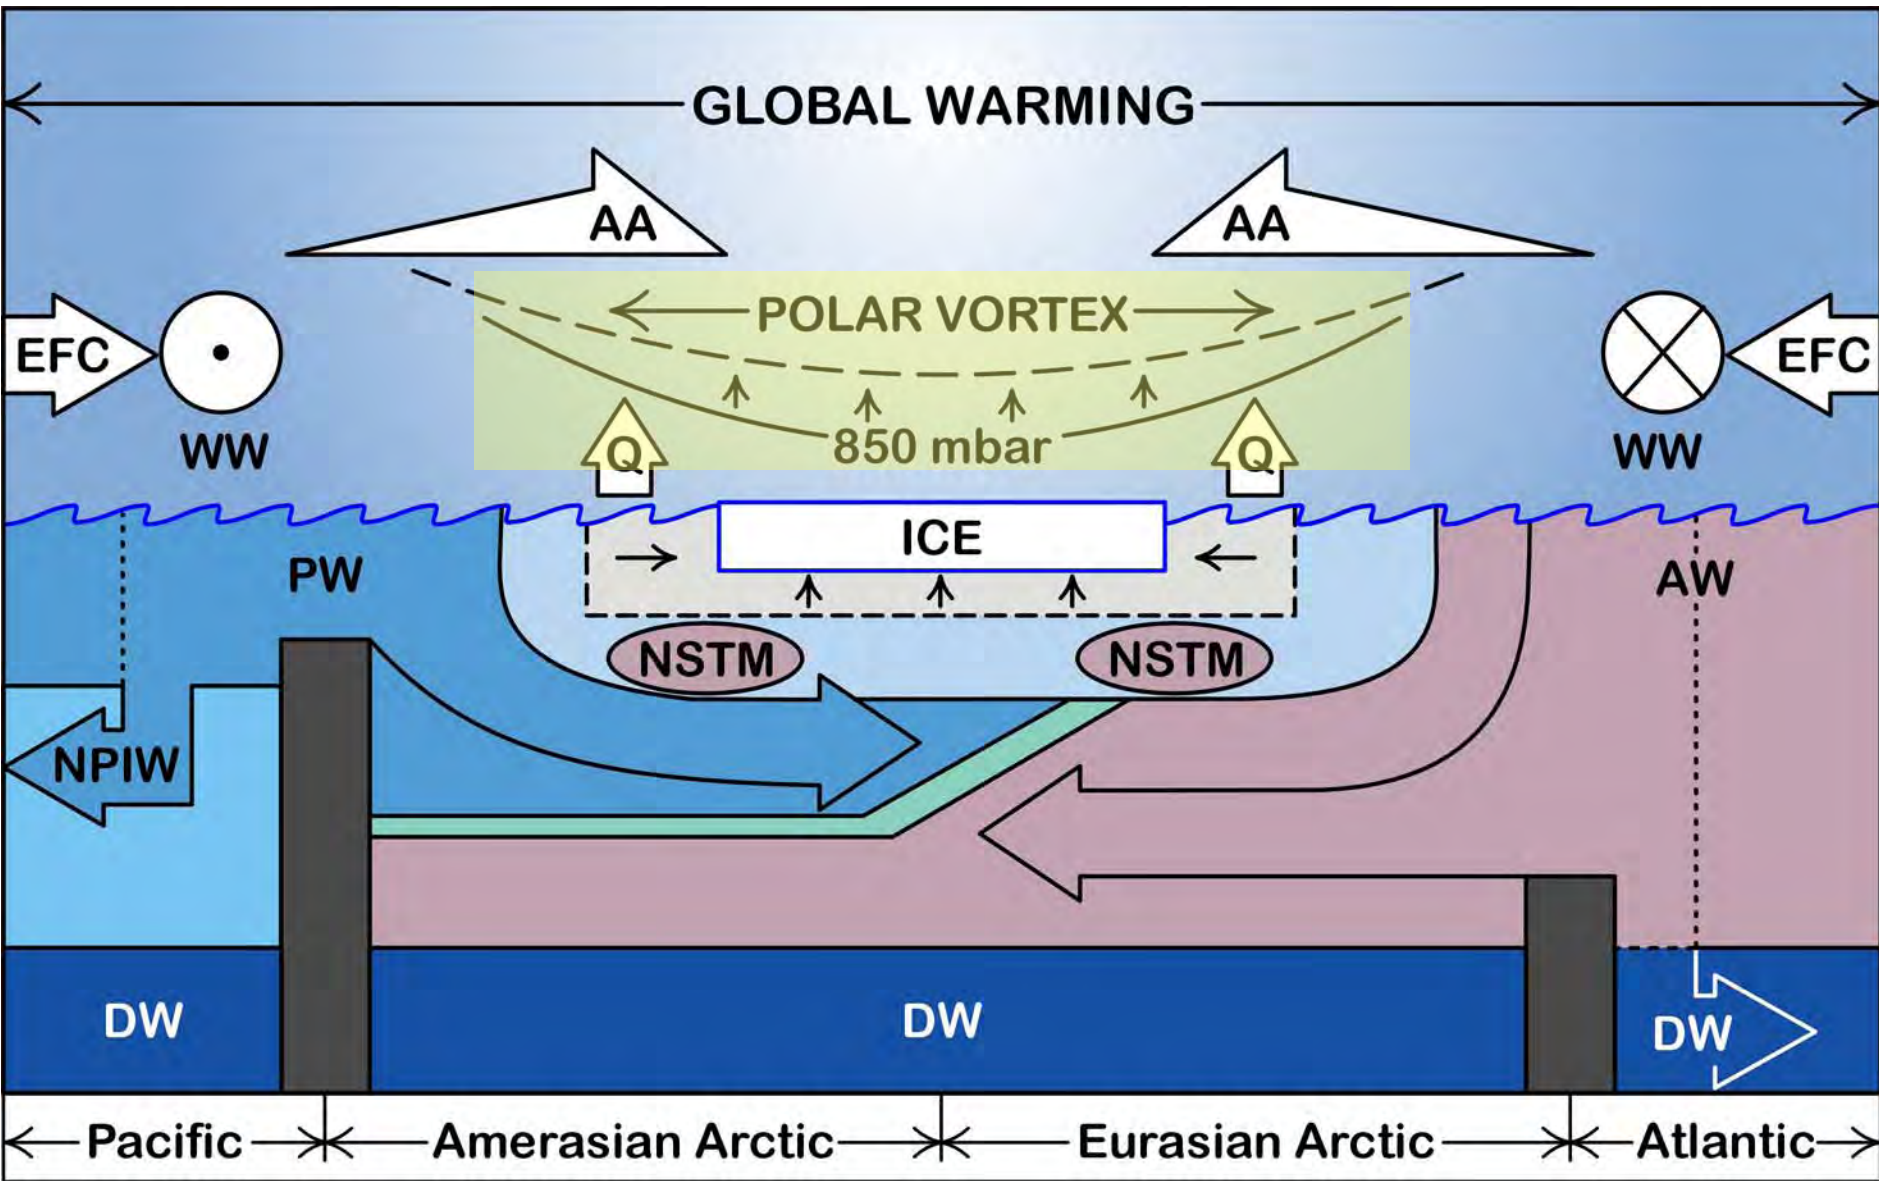 GLOBAL WARMING
AA
AA
POLAR VORTEX
EFC
EFC
WW
850 mbar
WW
Q
Q
ICE
PW
AW
NSTM
NSTM
NPIW
DW
DW
DW
Pacific
Amerasian Arctic
Eurasian Arctic
Atlantic